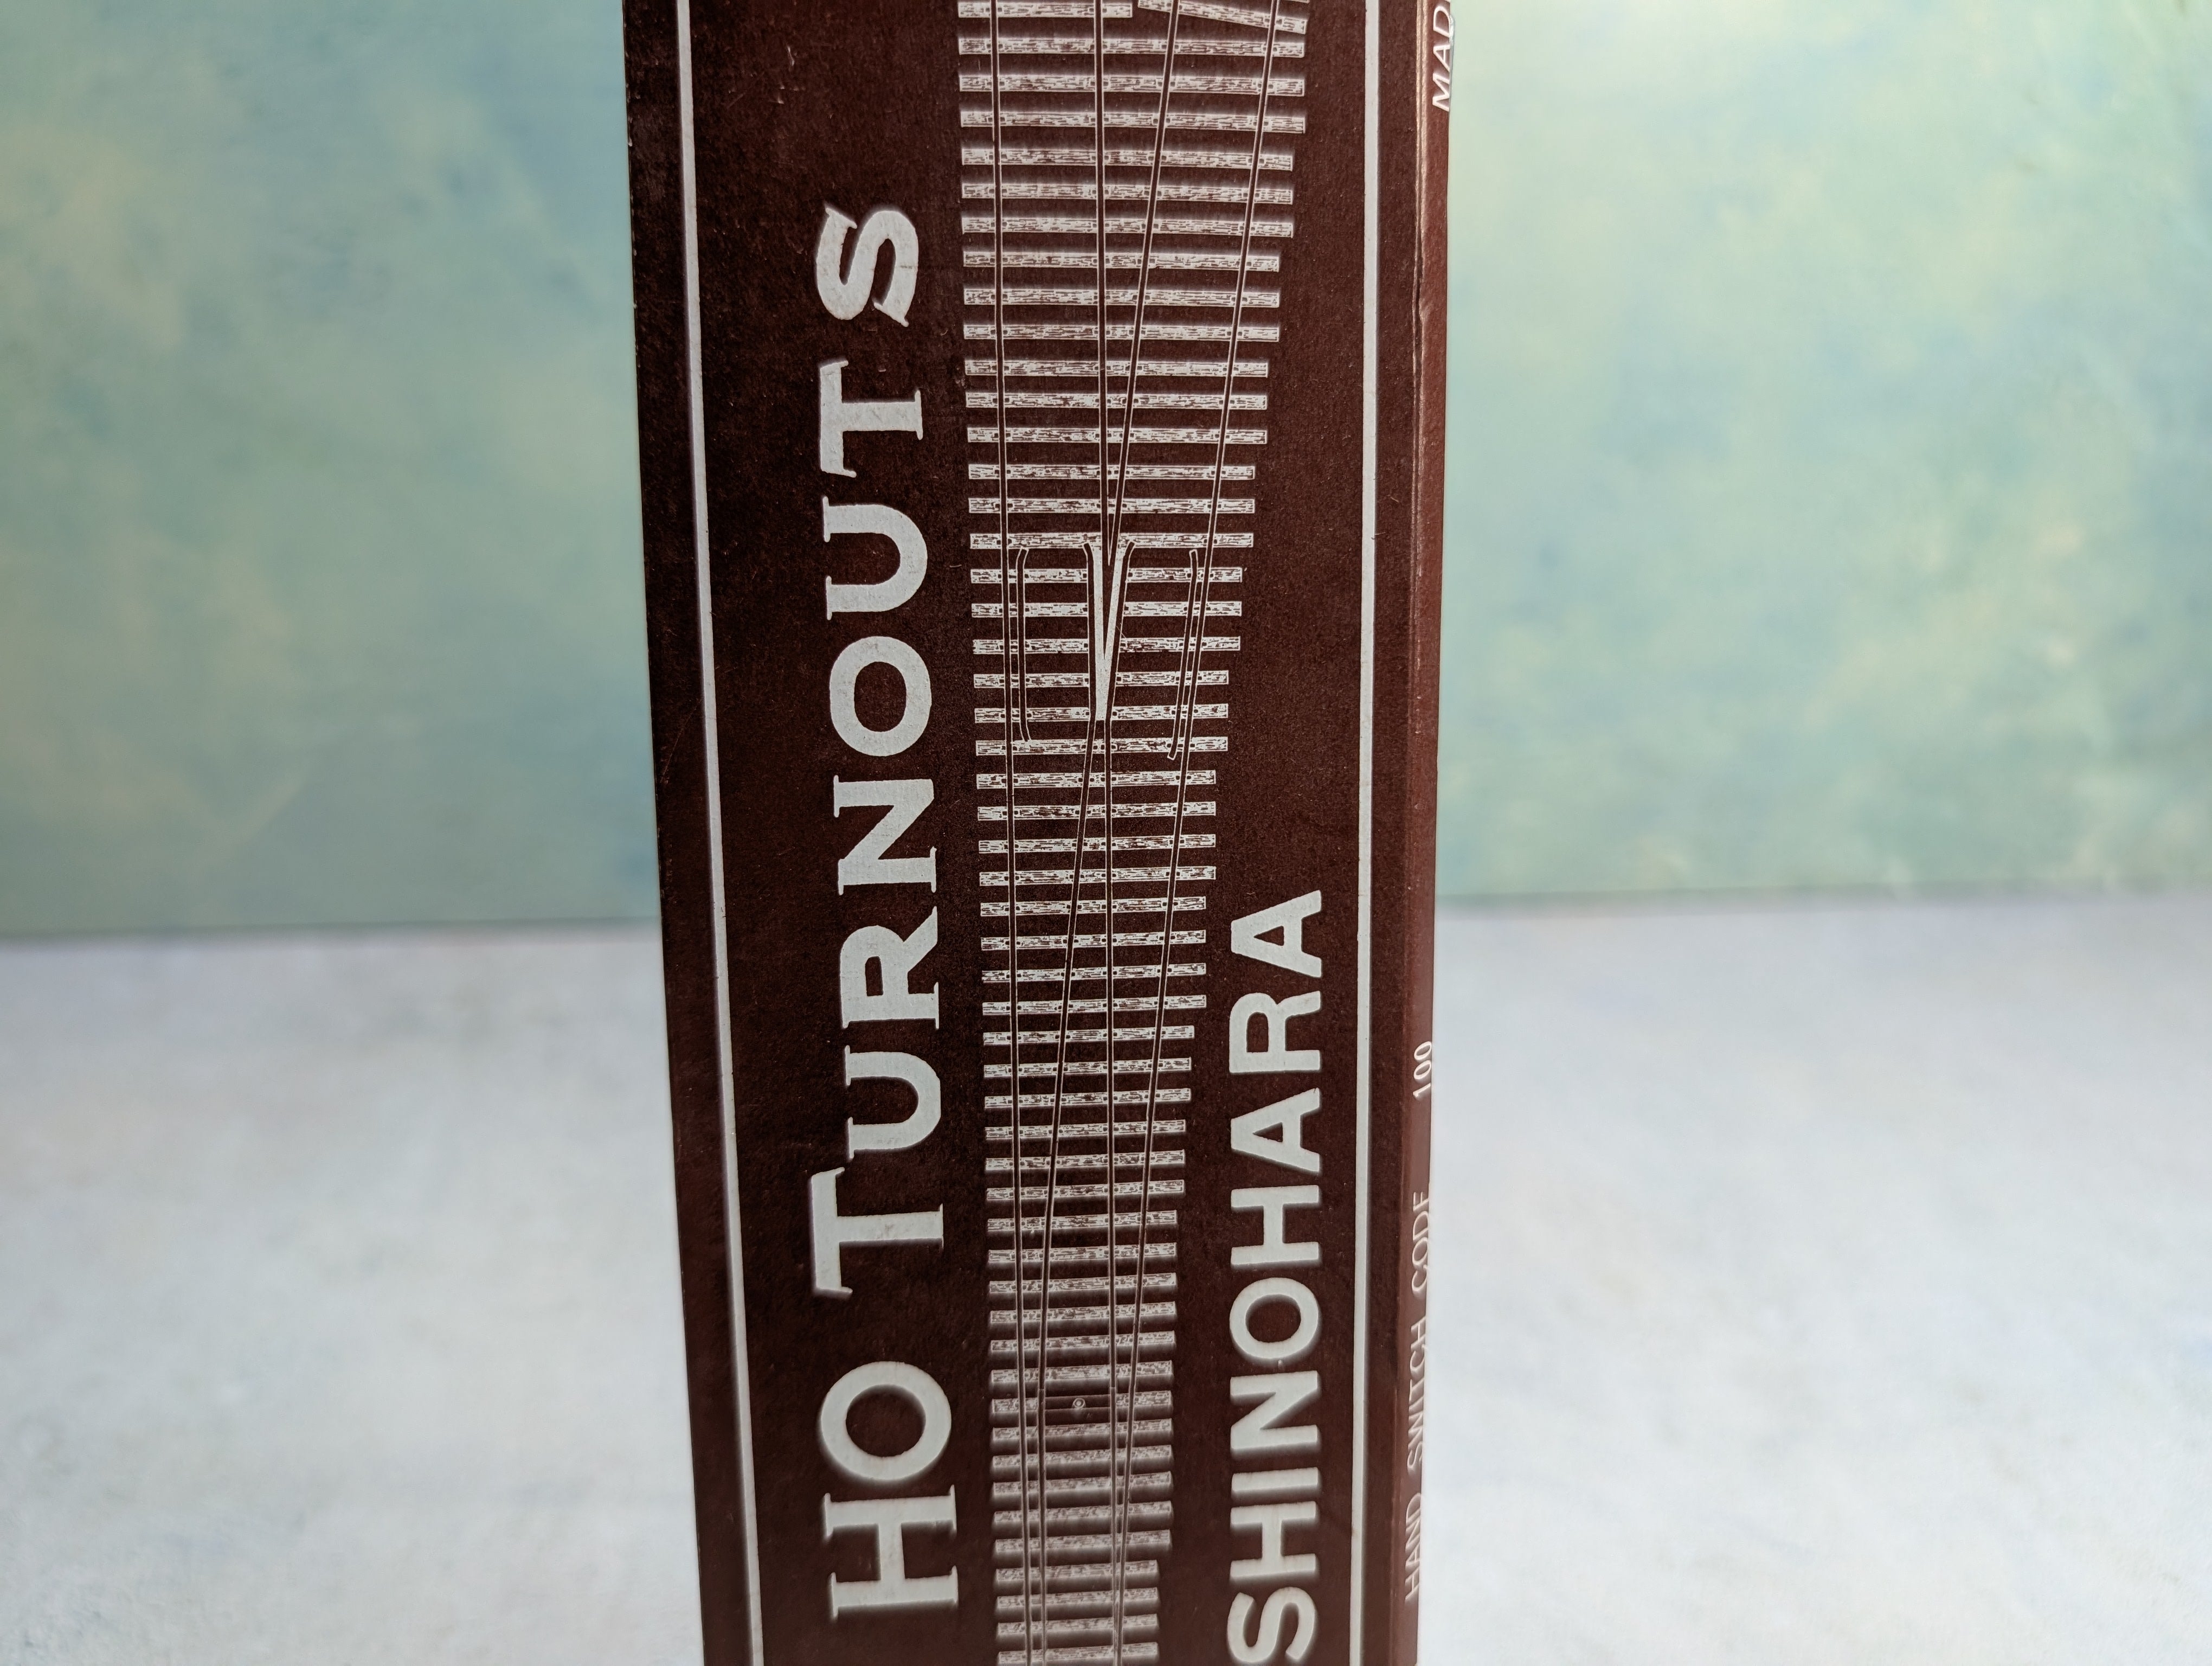 HO TURNOUTS
SHINOHARA
HAND SWITCH CODE 100